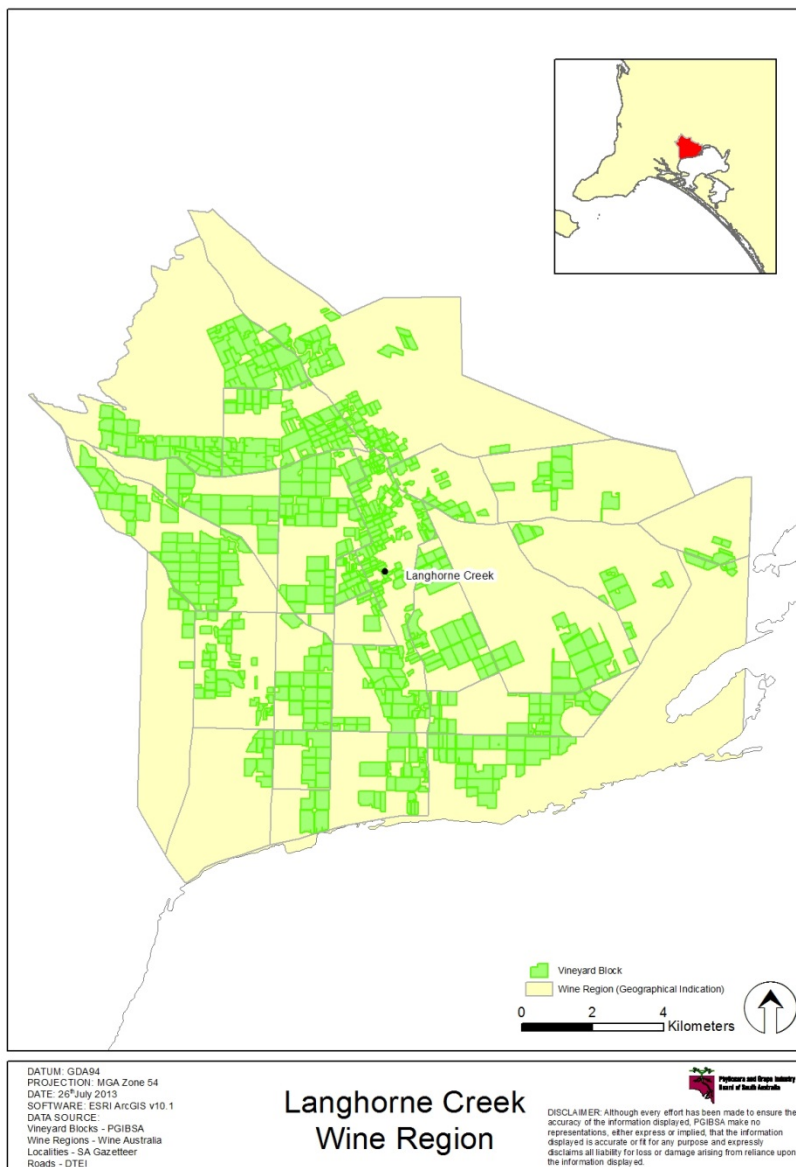 Langhorne Creek
Vineyard Block
Wine Region (Geographical Indication)
0 2 4
Kilometers
DATUM: GDA94
PROJECTION: MGA Zone 54
DATE: 26th July 2013
SOFTWARE: ESRI ArcGIS v10.1
DATA SOURCE:
Vineyard Blocks - PGIBSA
Wine Regions - Wine Australia
Localities - SA Gazetteer
Roads - DTEI
Langhorne Creek
Wine Region
Phylloxera and Grape Industry
Board of South Australia
DISCLAIMER: Although every effort has been made to ensure the
accuracy of the information displayed, PGIBSA make no
representations, either express or implied, that the information
displayed is accurate or fit for any purpose and expressly
disclaims all liability for loss or damage arising from reliance upon
the information displayed.